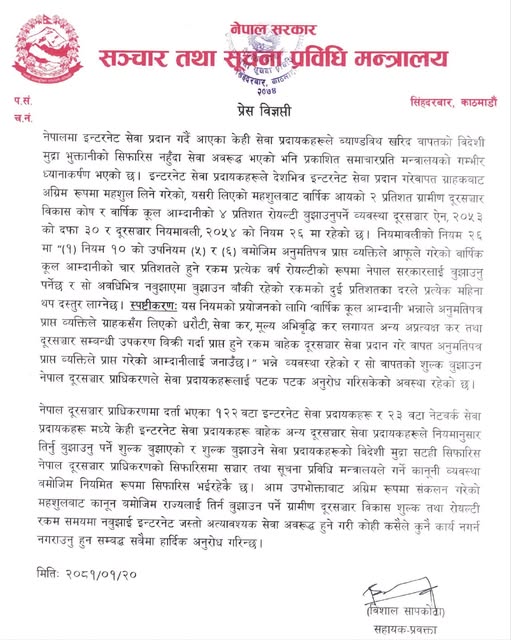 नेपाल सरकार
सञ्चार तथा सूचना प्रविधि मन्त्रालय
सिंहदरबार, काठमाडौं
२०७४
प.सं.
च.नं.
सिंहदरबार, काठमाडौं
प्रेस विज्ञप्ती
नेपालमा इन्टरनेट सेवा प्रदान गर्दै आएका केही सेवा प्रदायकहरूले ब्याण्डविथ खरिद वापतको विदेशी
मुद्रा भुक्तानीको सिफारिस नहुँदा सेवा अवरूद्ध भएको भनि प्रकाशित समाचारप्रति मन्त्रालयको गम्भीर
ध्यानाकर्षण भएको छ। इन्टरनेट सेवा प्रदायकहरूले देशभित्र इन्टरनेट सेवा प्रदान गरेवापत ग्राहकबाट
अग्रिम रूपमा महशुल लिने गरेको, यसरी लिएको महशुलबाट वार्षिक आयको २ प्रतिशत ग्रामीण दूरसञ्चार
विकास कोष र वार्षिक कूल आम्दानीको ४ प्रतिशत रोयल्टी बुझाउनुपर्ने व्यवस्था दूरसञ्चार ऐन, २०५३
को दफा ३० र दूरसञ्चार नियमावली, २०५४ को नियम २६ मा रहेको छ। नियमावलीको नियम २६
मा “(१) नियम १० को उपनियम (५) र (६) बमोजिम अनुमतिपत्र प्राप्त व्यक्तिले आफूले गरेको वार्षिक
कूल आम्दानीको चार प्रतिशतले हुने रकम प्रत्येक वर्ष रोयल्टीको रूपमा नेपाल सरकारलाई वुझाउनु
पर्नेछ र सो अवधिभित्र नवुझाएमा वुझाउन वाँकी रहेको रकमको दुई प्रतिशतका दरले प्रत्येक महिना
थप दस्तुर लाग्नेछ। स्पष्टीकरण: यस नियमको प्रयोजनको लागि 'वार्षिक कूल आम्दानी' भन्नाले अनुमतिपत्र
प्राप्त व्यक्तिले ग्राहकसँग लिएको धरौटी, सेवा कर, मूल्य अभिवृद्धि कर लगायत अन्य अप्रत्यक्ष कर तथा
दूरसञ्चार सम्वन्धी उपकरण विक्री गर्दा प्राप्त हुने रकम वाहेक दूरसञ्चार सेवा प्रदान गरे वापत अनुमतिपत्र
प्राप्त व्यक्तिले प्राप्त गरेको आम्दानीलाई जनाउँछ।” भन्ने व्यवस्था रहेको र सो वापतको शुल्क वुझाउन
नेपाल दूरसञ्चार प्राधिकरणले सेवा प्रदायकहरूलाई पटक पटक अनुरोध गरिसकेको अवस्था रहेको छ।
नेपाल दूरसञ्चार प्राधिकरणमा दर्ता भएका १२२ वटा इन्टरनेट सेवा प्रदायकहरू र २३ वटा नेटवर्क सेवा
प्रदायकहरू मध्ये केही इन्टरनेट सेवा प्रदायकहरू वाहेक अन्य दूरसञ्चार सेवा प्रदायकहरूले नियमानुसार
तिर्नु वुझाउनु पर्ने शुल्क वुझाएको र शुल्क वुझाउने सेवा प्रदायकहरूको विदेशी मुद्रा सटही सिफारिस
नेपाल दूरसञ्चार प्राधिकरणको सिफारिसमा सञ्चार तथा सूचना प्रविधि मन्त्रालयले गर्ने कानूनी व्यवस्था
वमोजिम नियमित रूपमा सिफारिस भईरहेकै छ। आम उपभोक्ताबाट अग्रिम रूपमा संकलन गरेको
महशुलबाट कानून वमोजिम राज्यलाई तिर्न वुझाउन पर्ने ग्रामीण दूरसञ्चार विकास शुल्क तथा रोयल्टी
रकम समयमा नबुझाई इन्टरनेट जस्तो अत्यावश्यक सेवा अवरूद्ध हुने गरी कोही कसैले कुनै कार्य नगर्न
नगराउनु हुन सम्वद्ध सवैमा हार्दिक अनुरोध गरिन्छ।
मितिः २०८१/०१/२०
(विशाल सापकोटा)
सहायक-प्रवक्ता